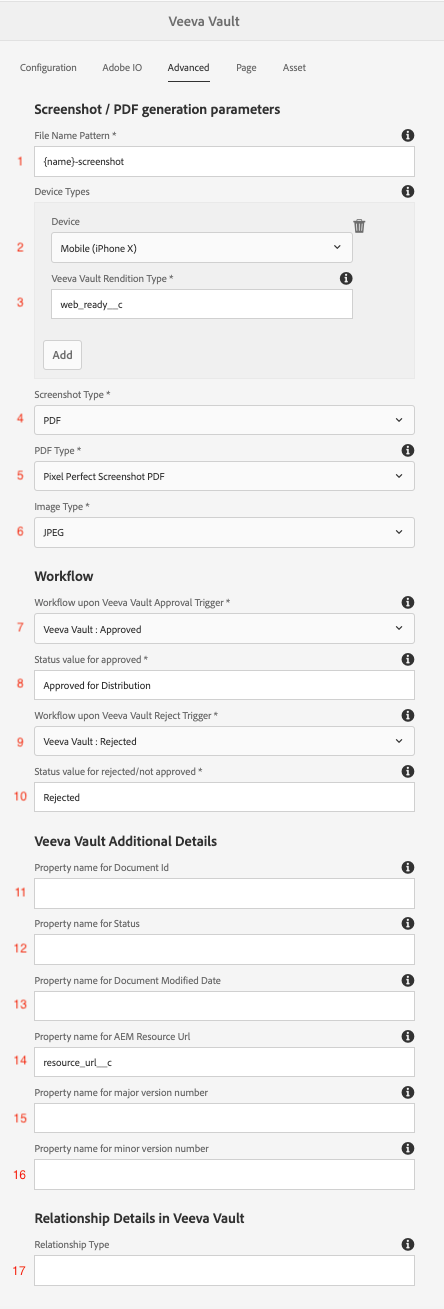 Veeva Vault
Configuration Adobe IO Advanced Page Asset
Screenshot / PDF generation parameters
File Name Pattern *
1 {name}-screenshot
Device Types
Device
2 Mobile (iPhone X)
Veeva Vault Rendition Type *
3 web_ready__c
Add
Screenshot Type *
4 PDF
PDF Type *
5 Pixel Perfect Screenshot PDF
Image Type *
6 JPEG
Workflow
Workflow upon Veeva Vault Approval Trigger *
7 Veeva Vault : Approved
Status value for approved *
8 Approved for Distribution
Workflow upon Veeva Vault Reject Trigger *
9 Veeva Vault : Rejected
Status value for rejected/not approved *
10 Rejected
Veeva Vault Additional Details
Property name for Document Id
11
Property name for Status
12
Property name for Document Modified Date
13
Property name for AEM Resource Url
14 resource_url__c
Property name for major version number
15
Property name for minor version number
16
Relationship Details in Veeva Vault
Relationship Type
17